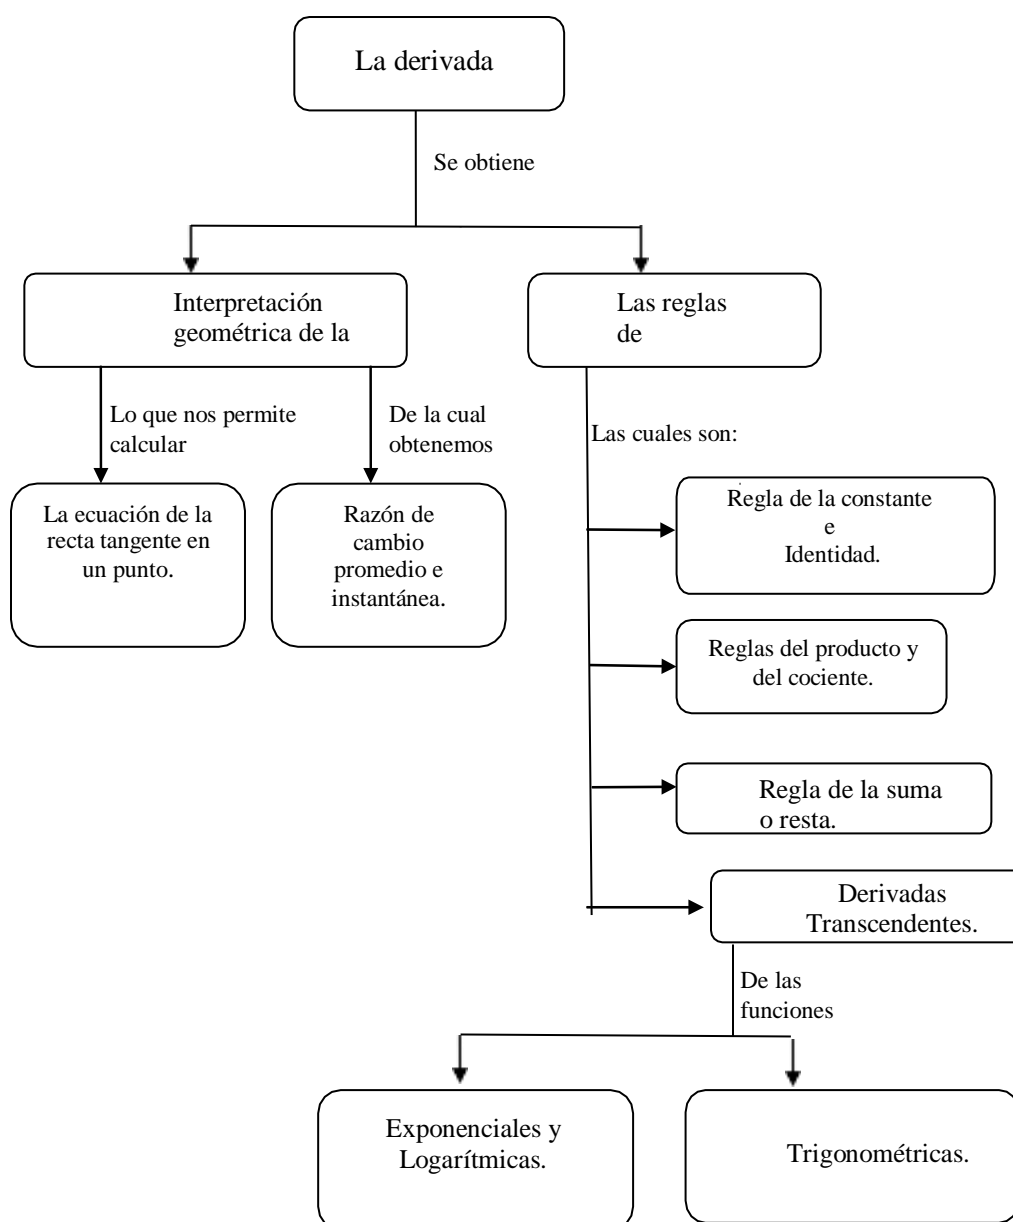 La derivada
Se obtiene
Interpretación
geométrica de la
Las reglas
de
Lo que nos permite
calcular
De la cual
obtenemos
Las cuales son:
La ecuación de la
recta tangente en
un punto.
Razón de
cambio
promedio e
instantánea.
Regla de la constante
e
Identidad.
Reglas del producto y
del cociente.
Regla de la suma
o resta.
Derivadas
Transcendentes.
De las
funciones
Exponenciales y
Logarítmicas.
Trigonométricas.